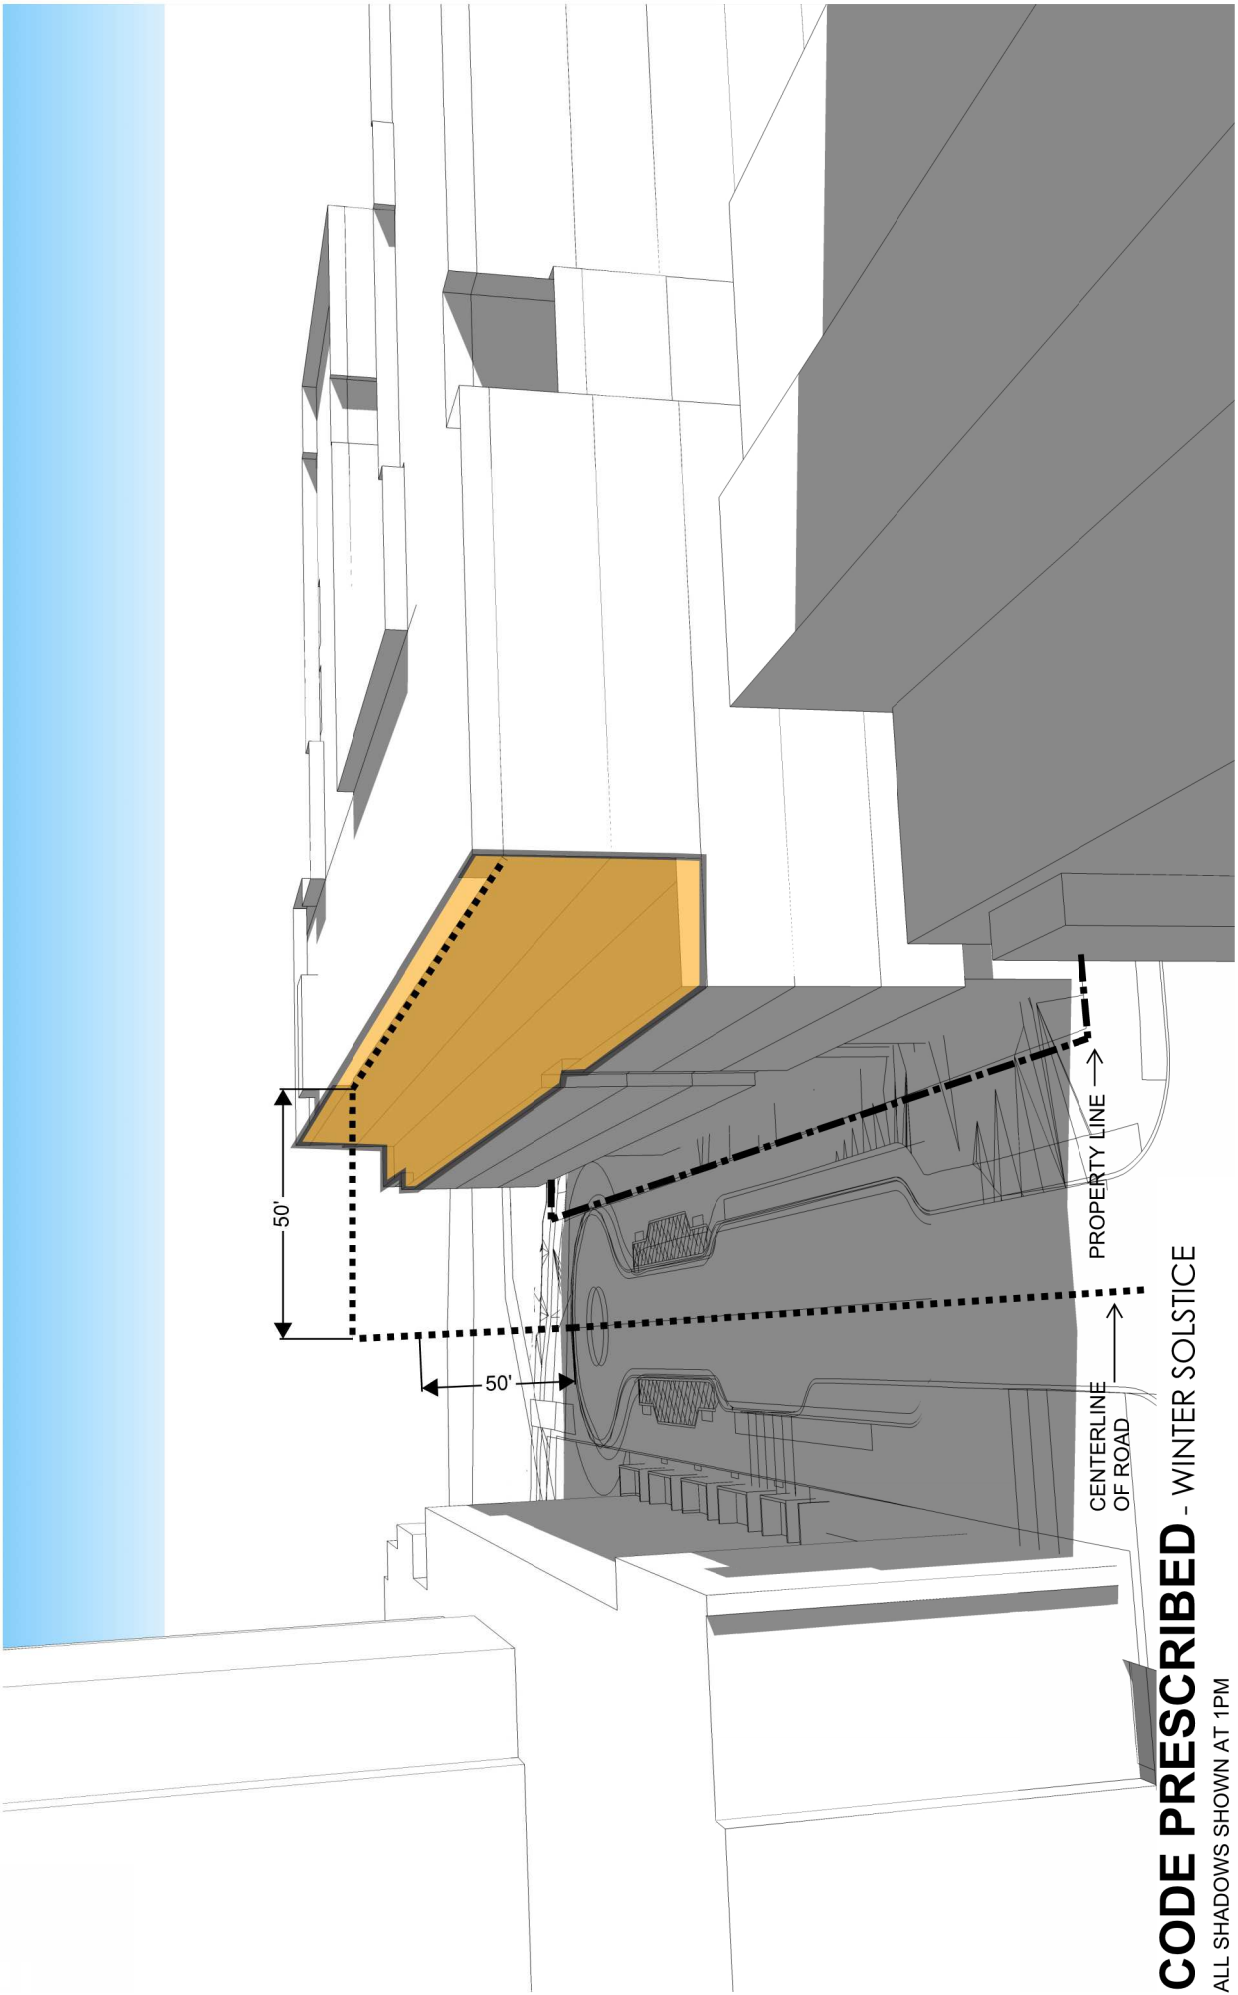 50'
50'
PROPERTY LINE
CENTERLINE
OF ROAD
CODE PRESCRIBED - WINTER SOLSTICE
ALL SHADOWS SHOWN AT 1PM